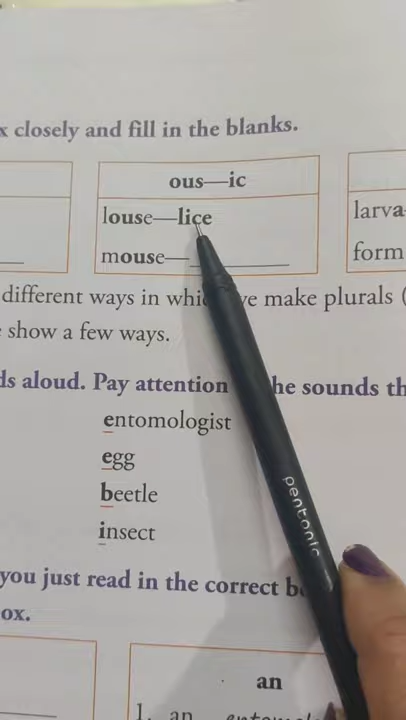 x closely and fill in the blanks.
ous—ic
louse—lice
mouse—
larva
form
different ways in which we make plurals (
show a few ways.
ds aloud. Pay attention he sounds th
entomologist
egg
beetle
insect
pentonic
you just read in the correct b
ox.
an
1. an